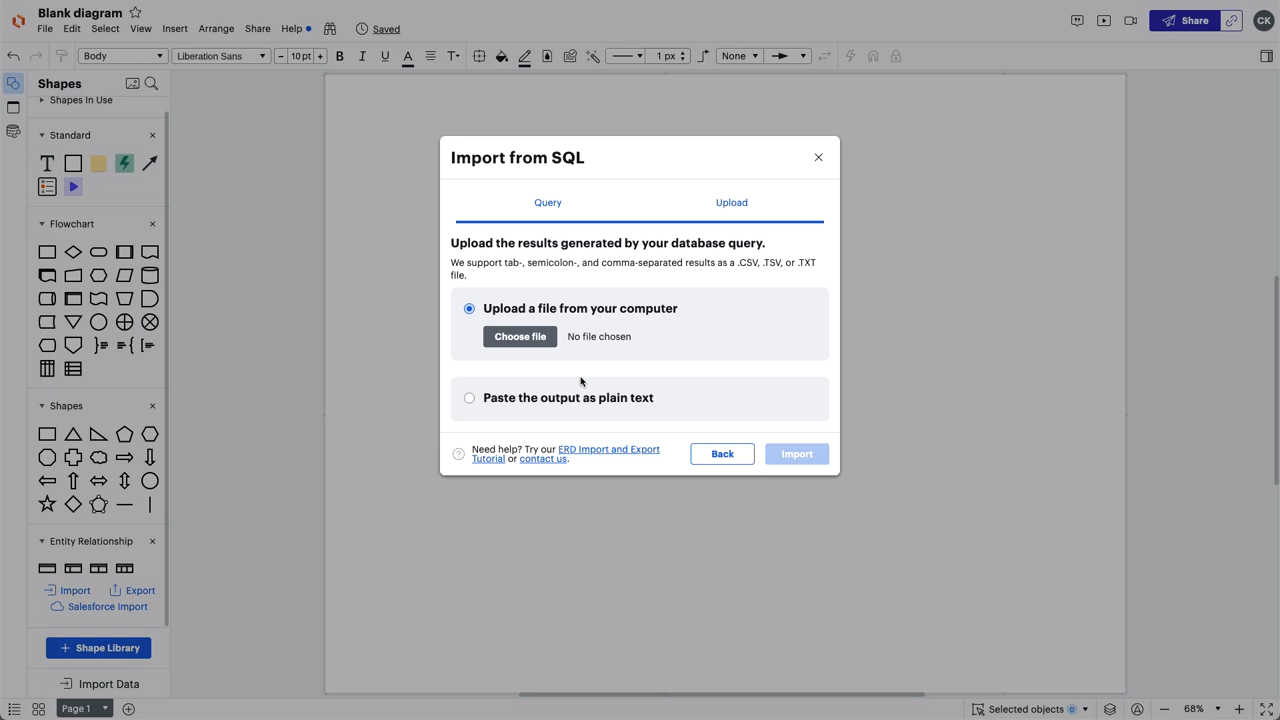 Blank diagram
File Edit Select View Insert Arrange Share Help Saved
Share
CK
Body Liberation Sans - 10 pt + B I U A T 1 px None
Shapes
Shapes In Use
Standard
T
Flowchart
Shapes
Entity Relationship
Import Export
Salesforce Import
+ Shape Library
Import Data
Import from SQL
Query Upload
Upload the results generated by your database query.
We support tab-, semicolon-, and comma-separated results as a .CSV, .TSV, or .TXT
file.
Upload a file from your computer
Choose file No file chosen
Paste the output as plain text
Need help? Try our ERD Import and Export
Tutorial or contact us.
Back Import
Page 1
Selected objects 0 68%